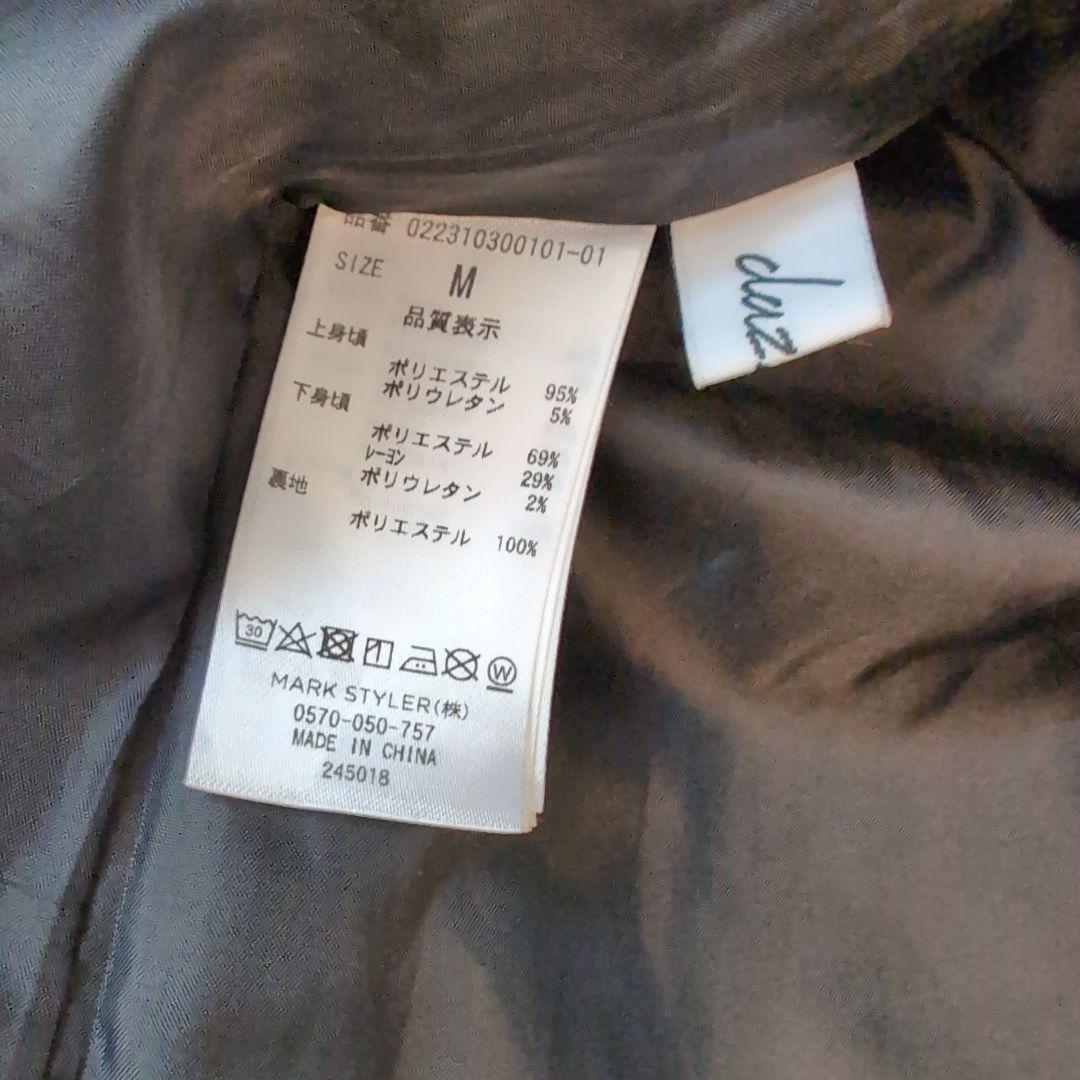 品番 022310300101-01
SIZE M
品質表示
上身頃
ポリエステル 95%
ポリウレタン 5%
下身頃
ポリエステル 69%
レーヨン 29%
ポリウレタン 2%
裏地
ポリエステル 100%
30
W
MARK STYLER(株)
0570-050-757
MADE IN CHINA
245018
daz